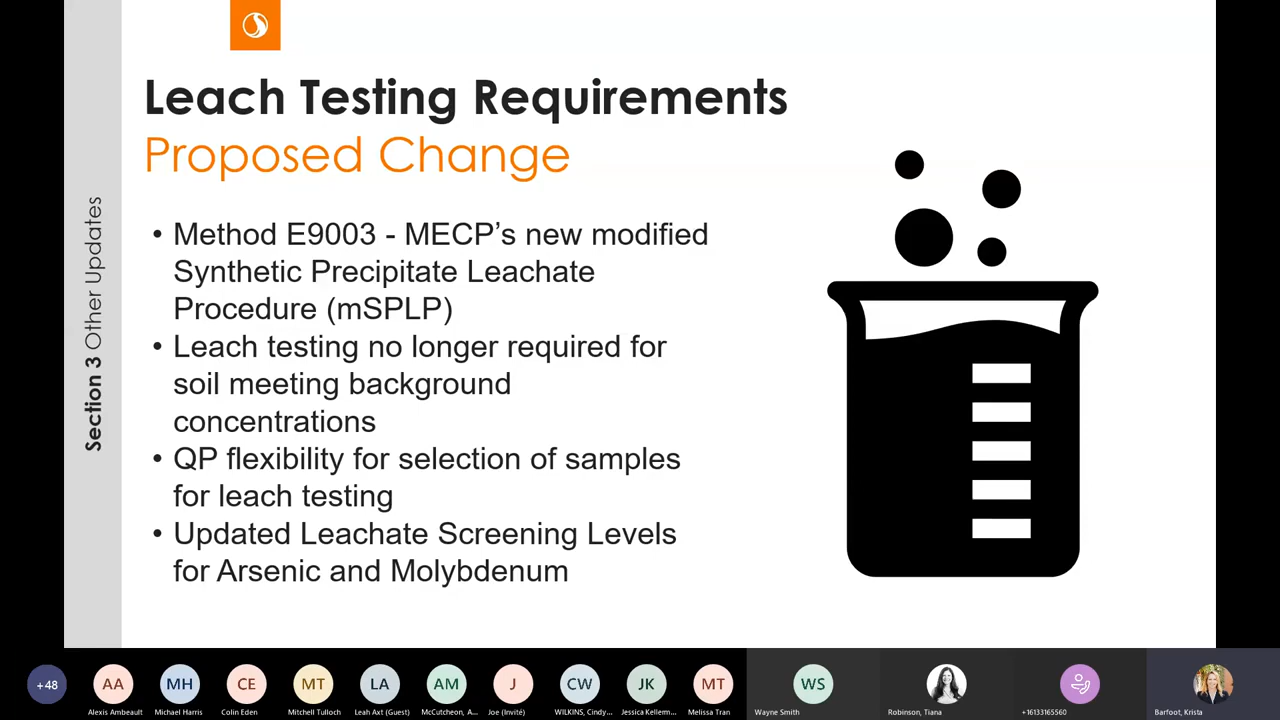 Leach Testing Requirements
Proposed Change
Section 3 Other Updates
• Method E9003 - MECP's new modified
Synthetic Precipitate Leachate
Procedure (mSPLP)
• Leach testing no longer required for
soil meeting background
concentrations
• QP flexibility for selection of samples
for leach testing
• Updated Leachate Screening Levels
for Arsenic and Molybdenum
+48
AA
MH
CE
MT
LA
AM
J
CW
JK
MT
WS
Alexis Ambeault
Michael Harris
Colin Eden
Mitchell Tulloch
Leah Axt (Guest)
McCutcheon, A...
Joe (Invité)
WILKINS, Cindy...
Jessica Kellem...
Melissa Tran
Wayne Smith
Robinson, Tiana
+16133165560
Barfoot, Krista